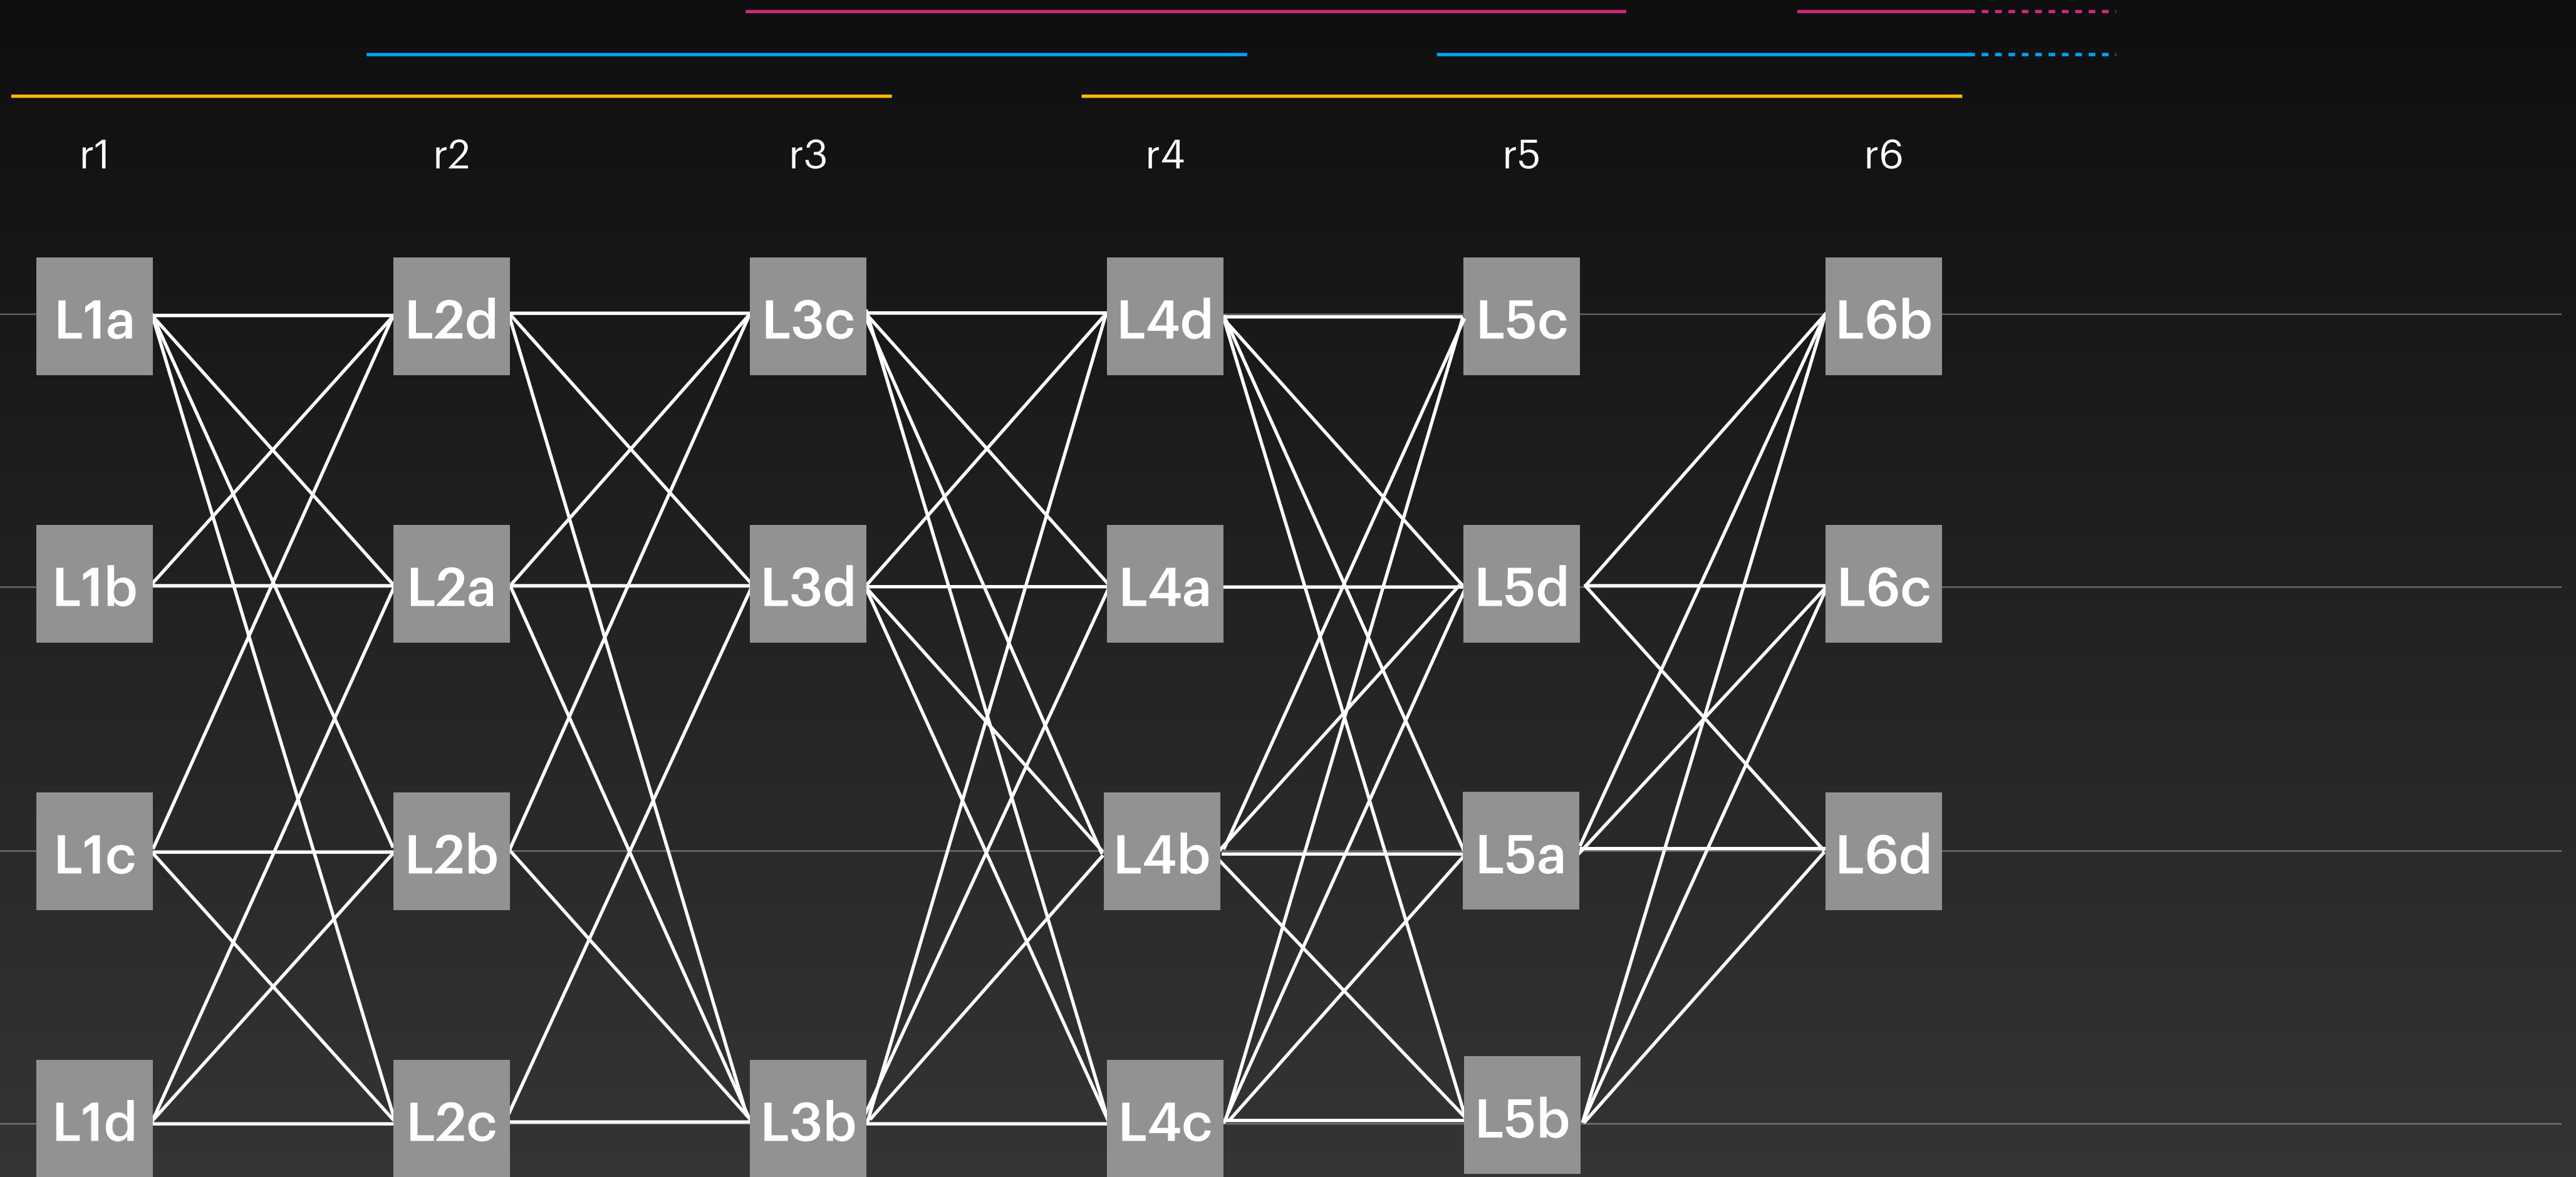 r1 r2 r3 r4 r5 r6
L1a L2d L3c L4d L5c L6b
L1b L2a L3d L4a L5d L6c
L1c L2b L4b L5a L6d
L1d L2c L3b L4c L5b